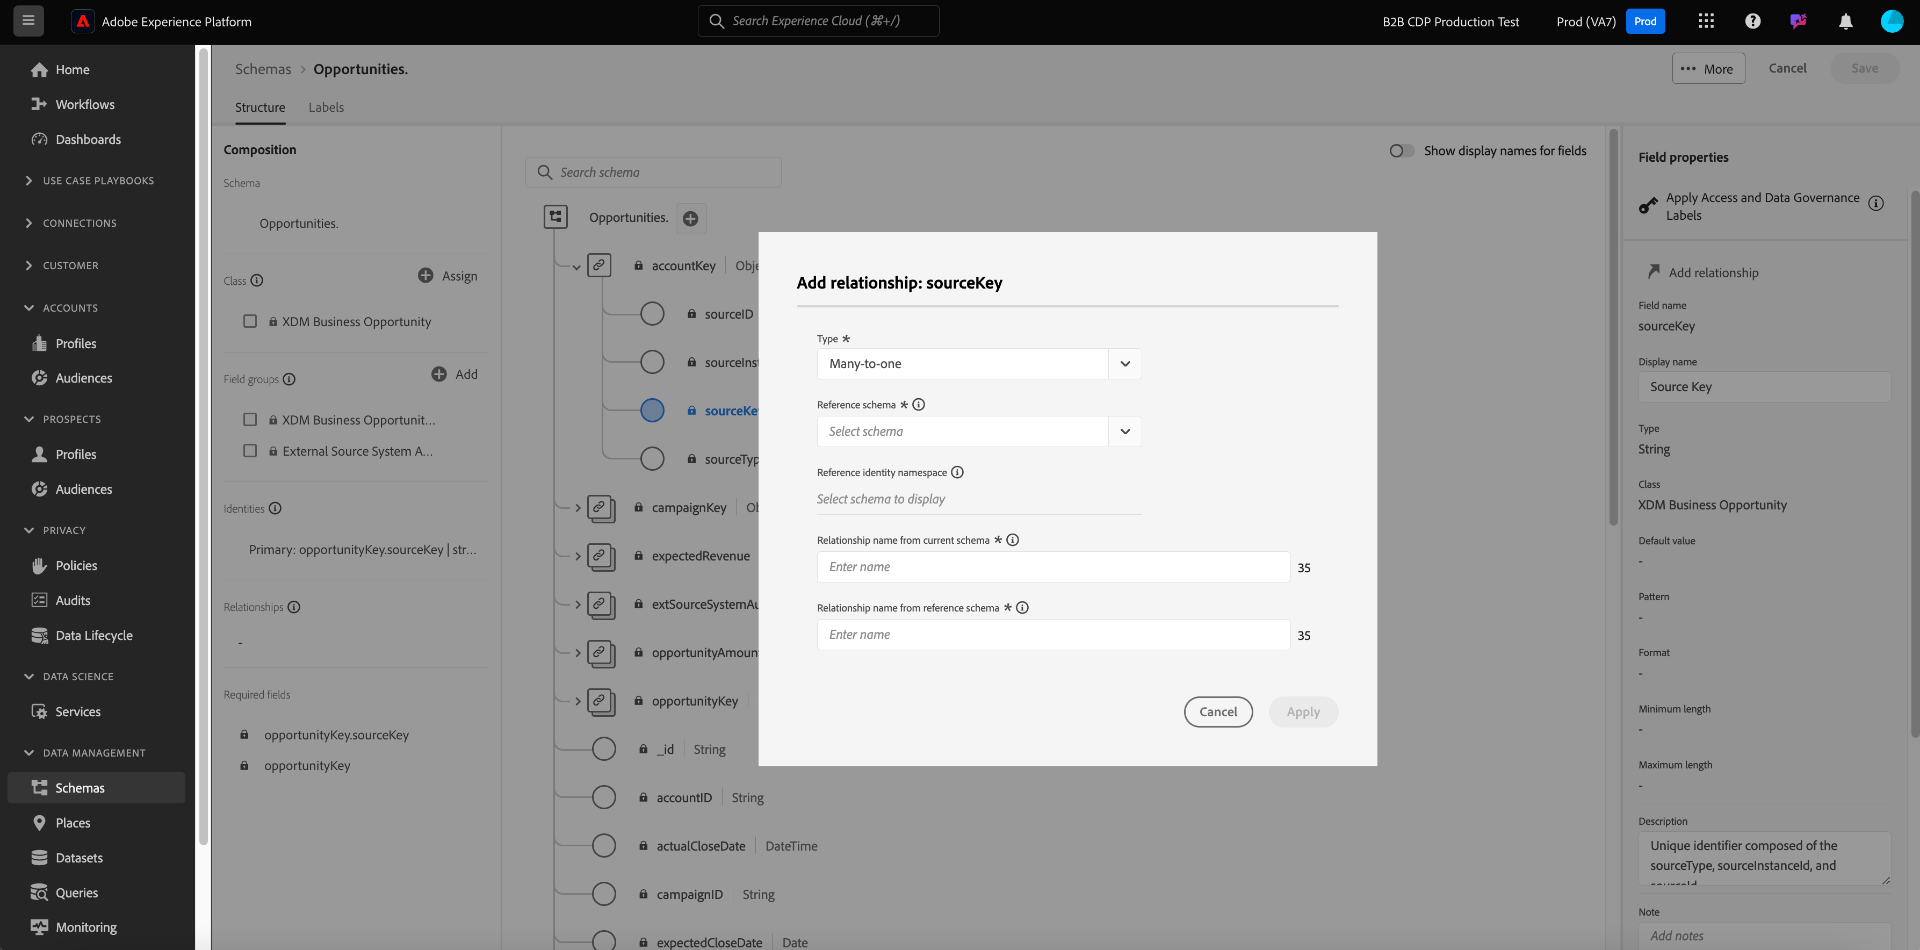 Adobe Experience Platform
Search Experience Cloud (⌘+/)
B2B CDP Production Test
Prod (VA7)
Prod
Home
Workflows
Dashboards
USE CASE PLAYBOOKS
CONNECTIONS
CUSTOMER
ACCOUNTS
Profiles
Audiences
PROSPECTS
Profiles
Audiences
PRIVACY
Policies
Audits
Data Lifecycle
DATA SCIENCE
Services
DATA MANAGEMENT
Schemas
Places
Datasets
Queries
Monitoring
Schemas > Opportunities.
More
Cancel
Save
Structure
Labels
Composition
Schema
Opportunities.
Class
Assign
XDM Business Opportunity
Field groups
Add
XDM Business Opportunit...
External Source System A...
Identities
Primary: opportunityKey.sourceKey | str...
Relationships
-
Required fields
opportunityKey.sourceKey
opportunityKey
Search schema
Show display names for fields
Opportunities.
accountKey | Obje
sourceID
sourceInst
sourceKe
sourceTyp
campaignKey | Ob
expectedRevenue
extSourceSystemAu
opportunityAmoun
opportunityKey
_id | String
accountID | String
actualCloseDate | DateTime
campaignID | String
expectedCloseDate | Date
Add relationship: sourceKey
Type *
Many-to-one
Reference schema *
Select schema
Reference identity namespace
Select schema to display
Relationship name from current schema *
Enter name
35
Relationship name from reference schema *
Enter name
35
Cancel
Apply
Field properties
Apply Access and Data Governance
Labels
Add relationship
Field name
sourceKey
Display name
Source Key
Type
String
Class
XDM Business Opportunity
Default value
-
Pattern
-
Format
-
Minimum length
-
Maximum length
-
Description
Unique identifier composed of the
sourceType, sourceInstanceId, and
sourceId
Note
Add notes